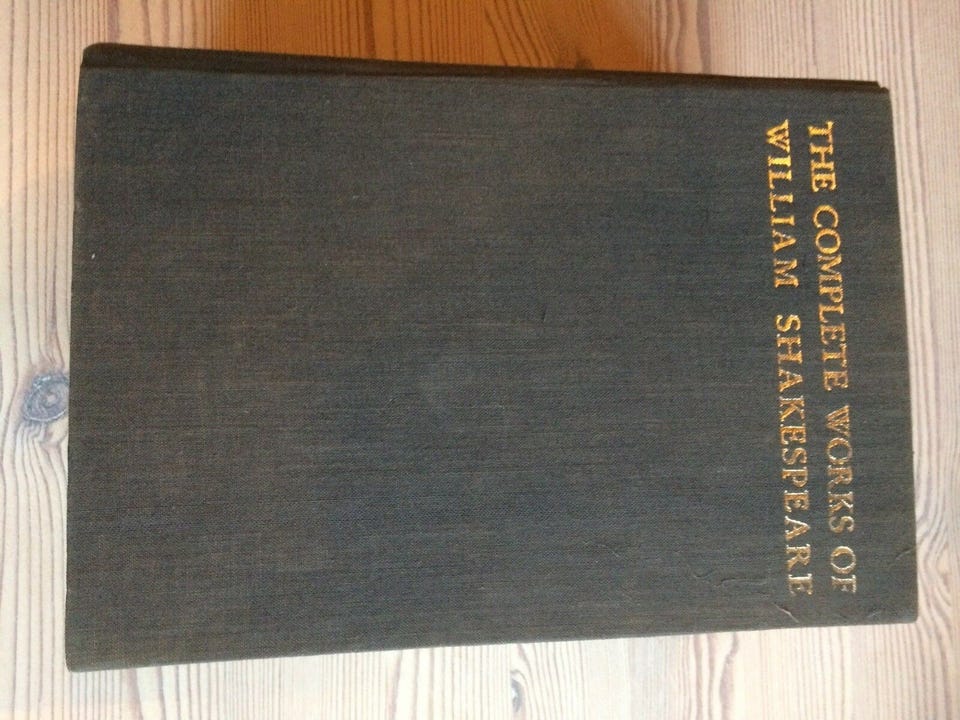 THE COMPLETE WORKS OF
WILLIAM SHAKESPEARE